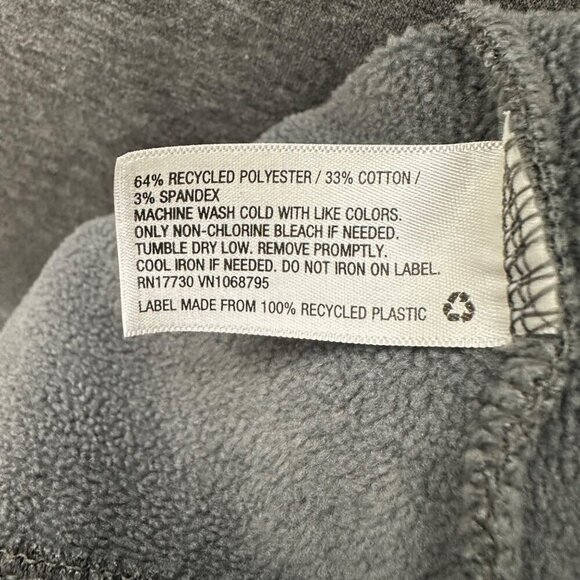 64% RECYCLED POLYESTER / 33% COTTON /
3% SPANDEX
MACHINE WASH COLD WITH LIKE COLORS.
ONLY NON-CHLORINE BLEACH IF NEEDED.
TUMBLE DRY LOW. REMOVE PROMPTLY.
COOL IRON IF NEEDED. DO NOT IRON ON LABEL.
RN17730 VN1068795
LABEL MADE FROM 100% RECYCLED PLASTIC